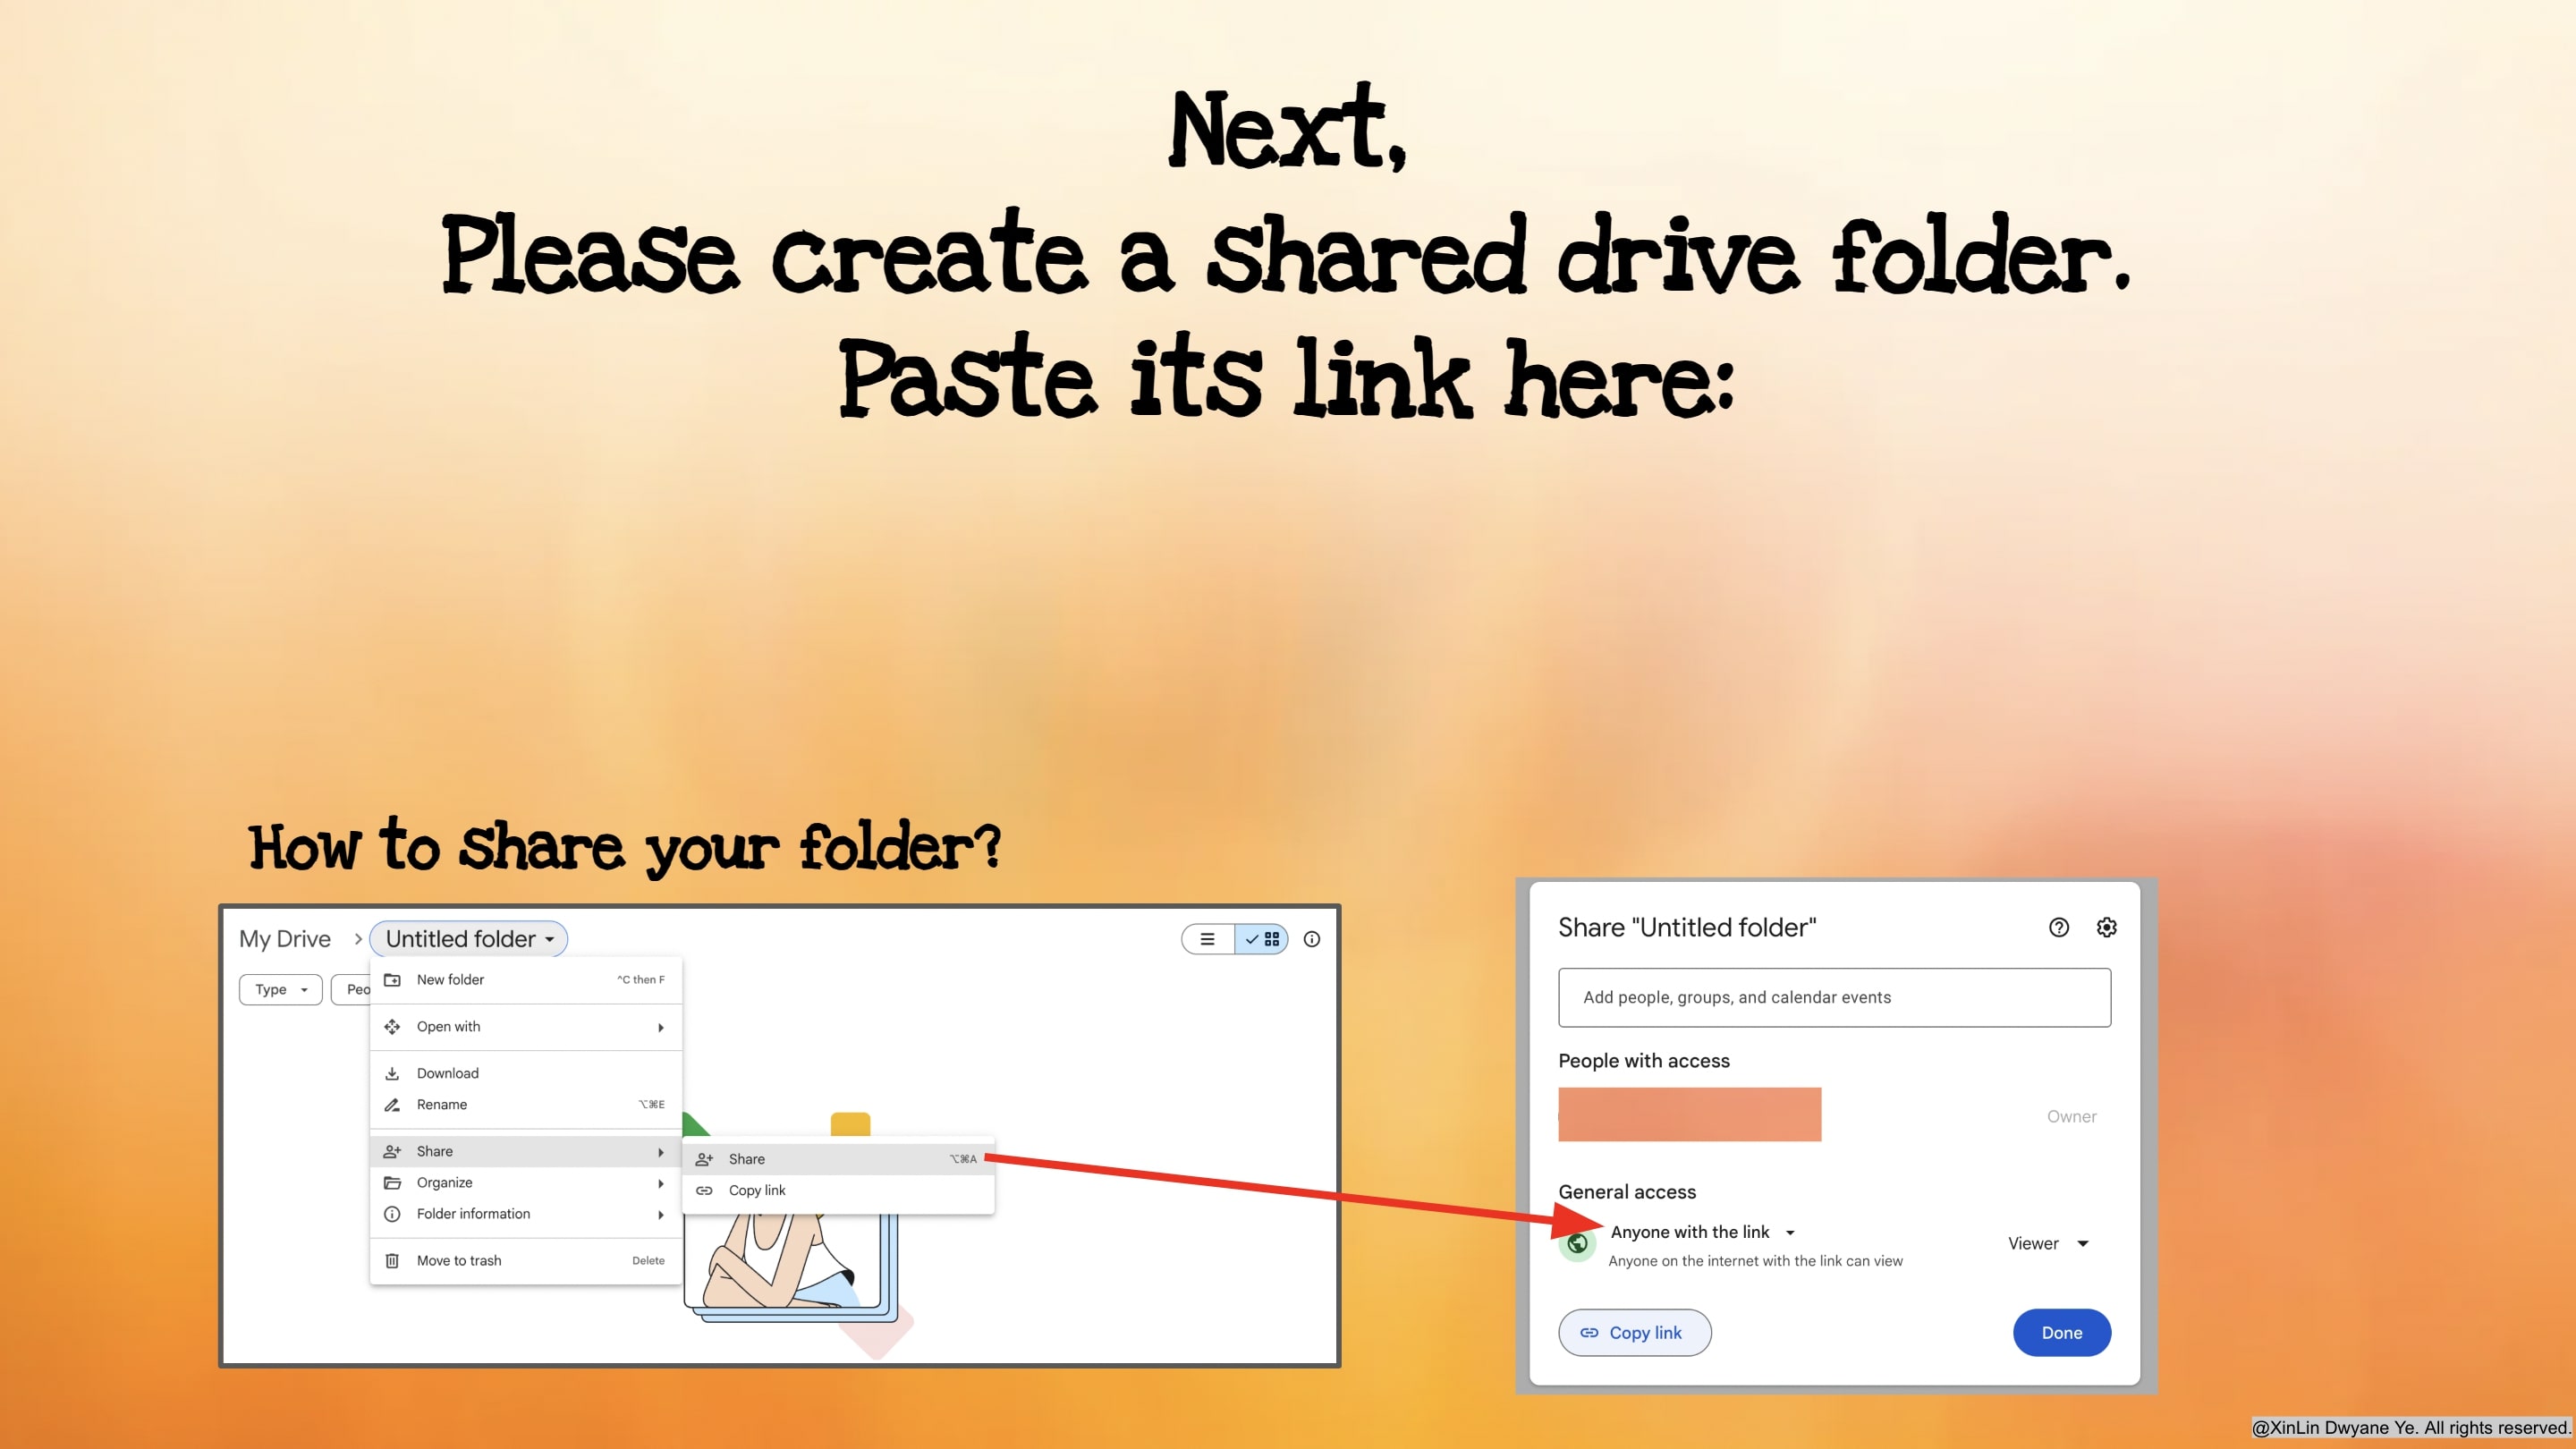 Next,
Please create a shared drive folder.
Paste its link here:
How to share your folder?
My Drive > Untitled folder
Type
New folder ^C then F
Open with
Download
Rename ⌥⌘E
Share
Organize
Folder information
Move to trash Delete
Share ⌥⌘A
Copy link
Share "Untitled folder"
Add people, groups, and calendar events
People with access
Owner
General access
Anyone with the link
Viewer
Anyone on the internet with the link can view
Copy link
Done
@XinLin Dwyane Ye. All rights reserved.